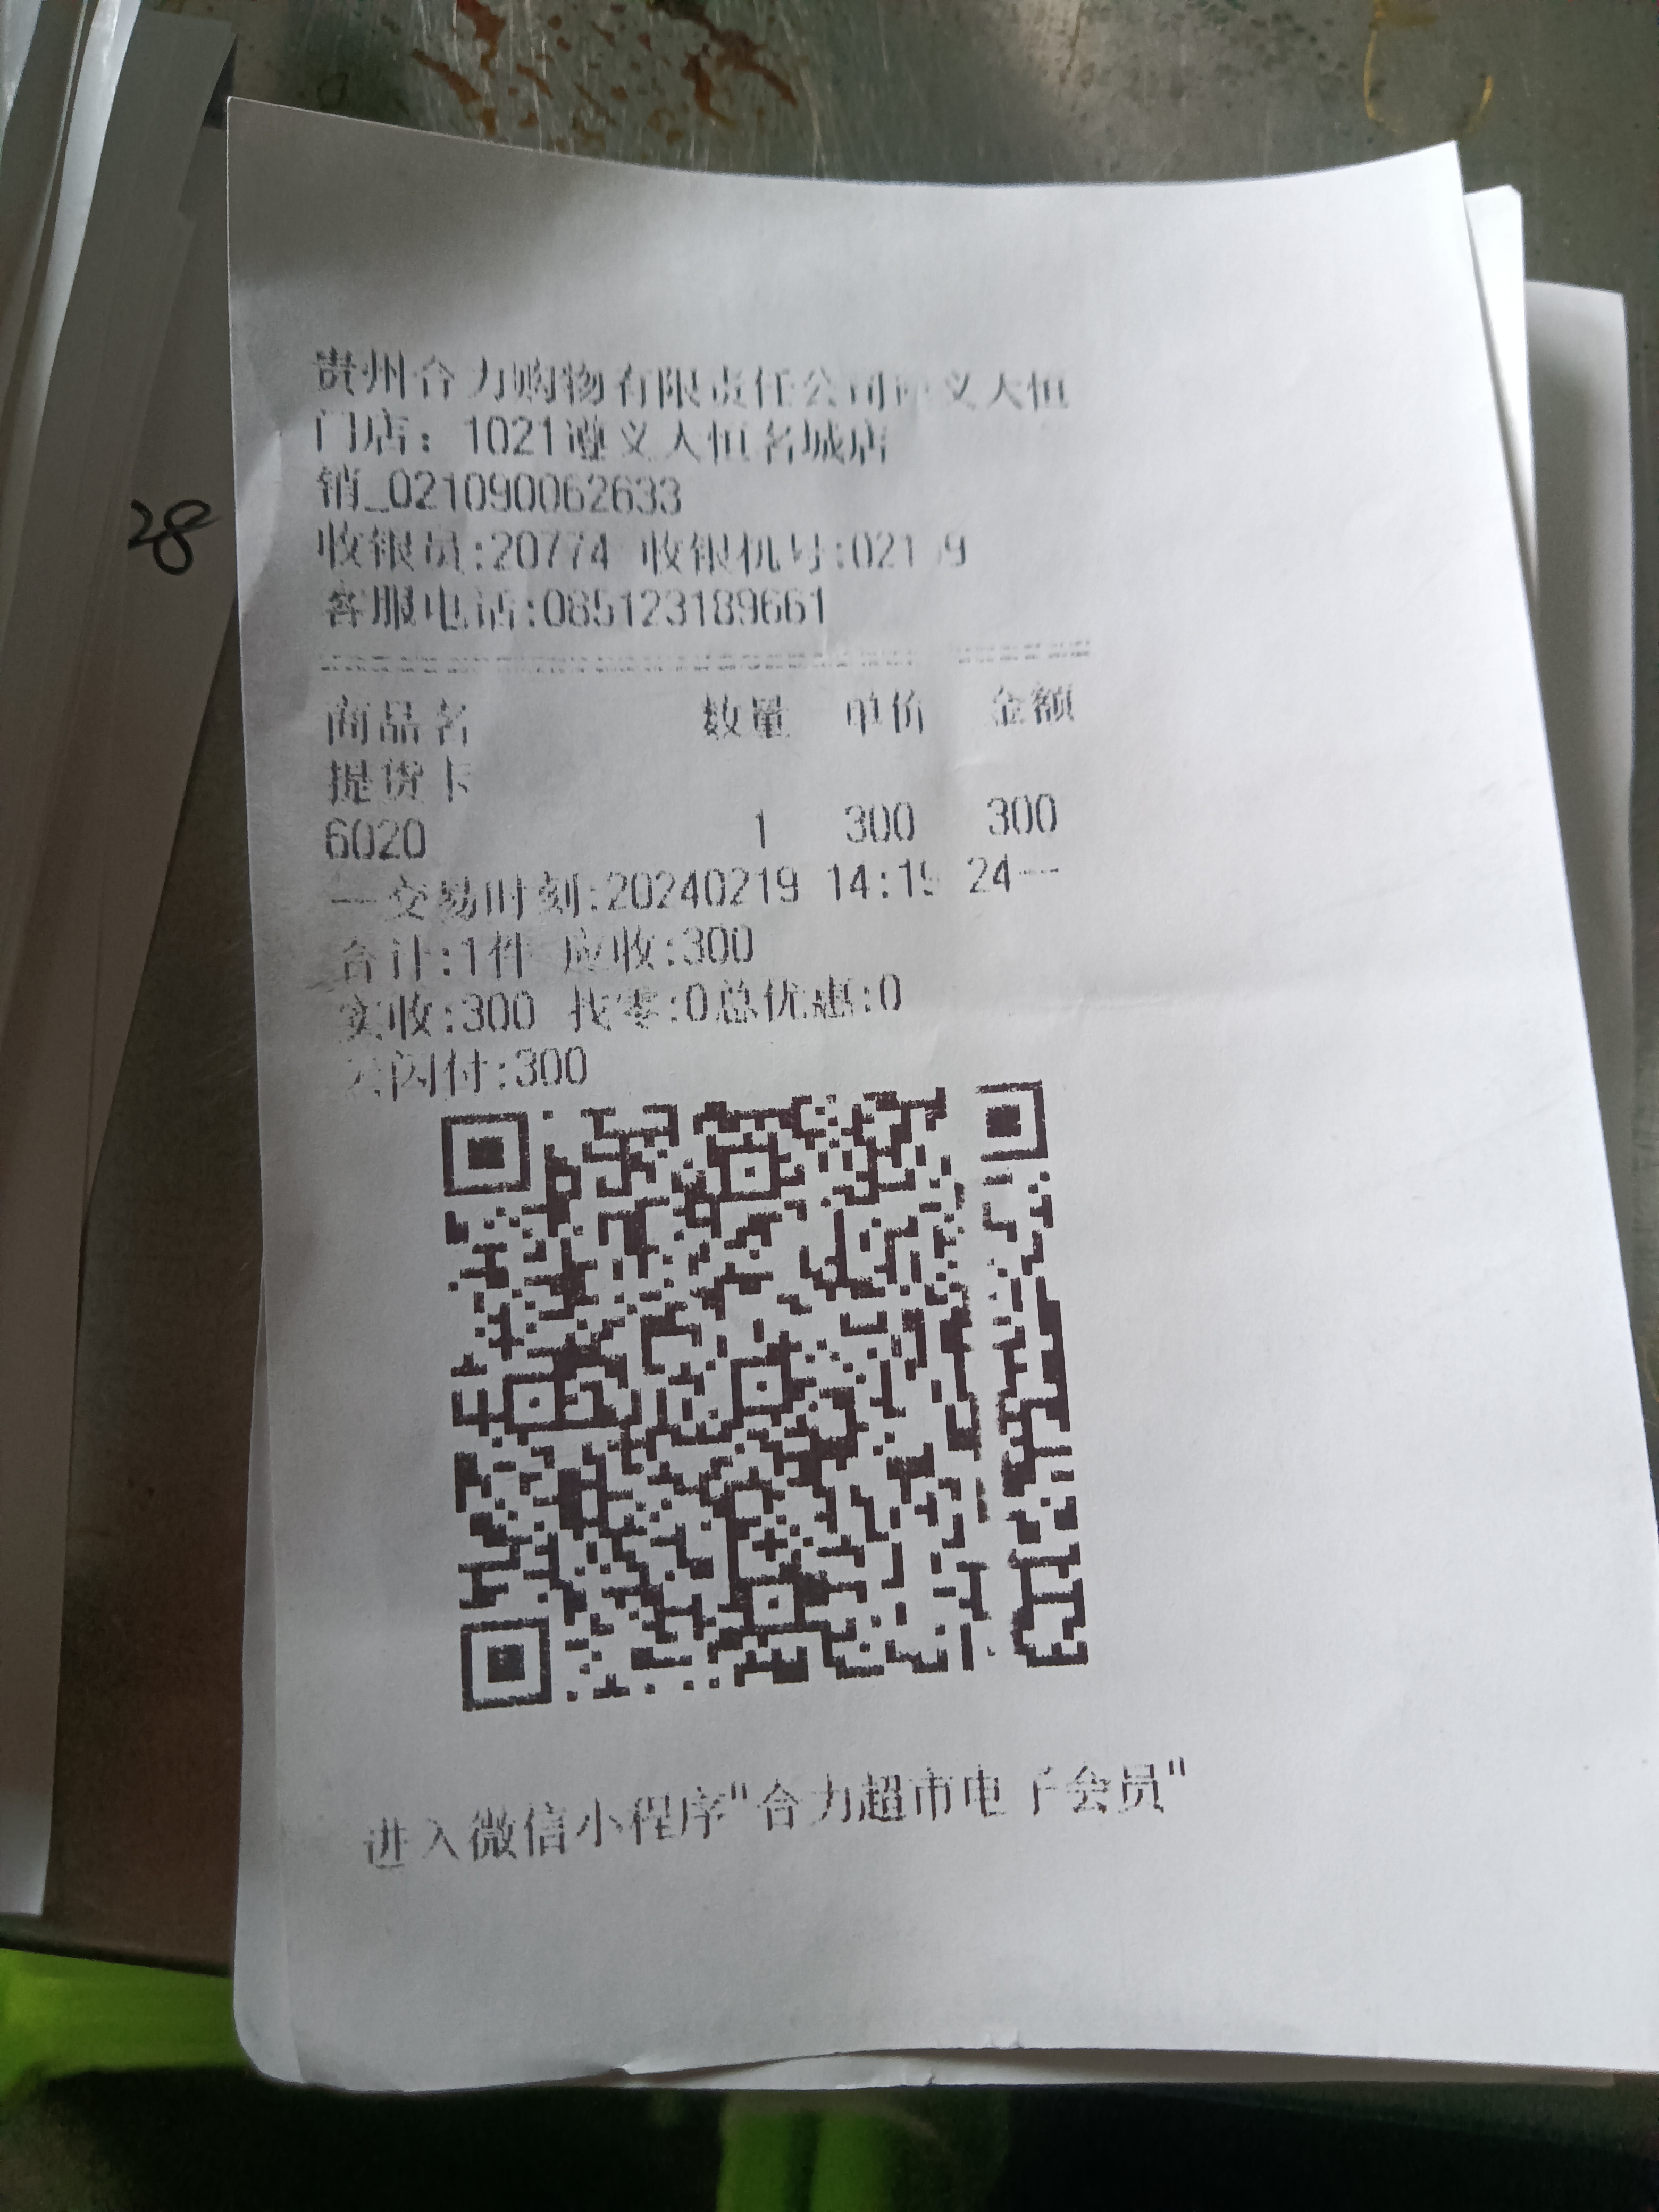 贵州合力购物有限责任公司遵义大恒
门店：1021遵义大恒名城店
销_021090062633
收银员:20774 收银机号:021 9
客服电话:085123189661
商品名 数量 单价 金额
提货卡
6020 1 300 300
---交易时刻:20240219 14:15 24---
合计:1件 应收:300
实收:300 找零:0总优惠:0
云闪付:300
进入微信小程序"合力超市电子会员"
28